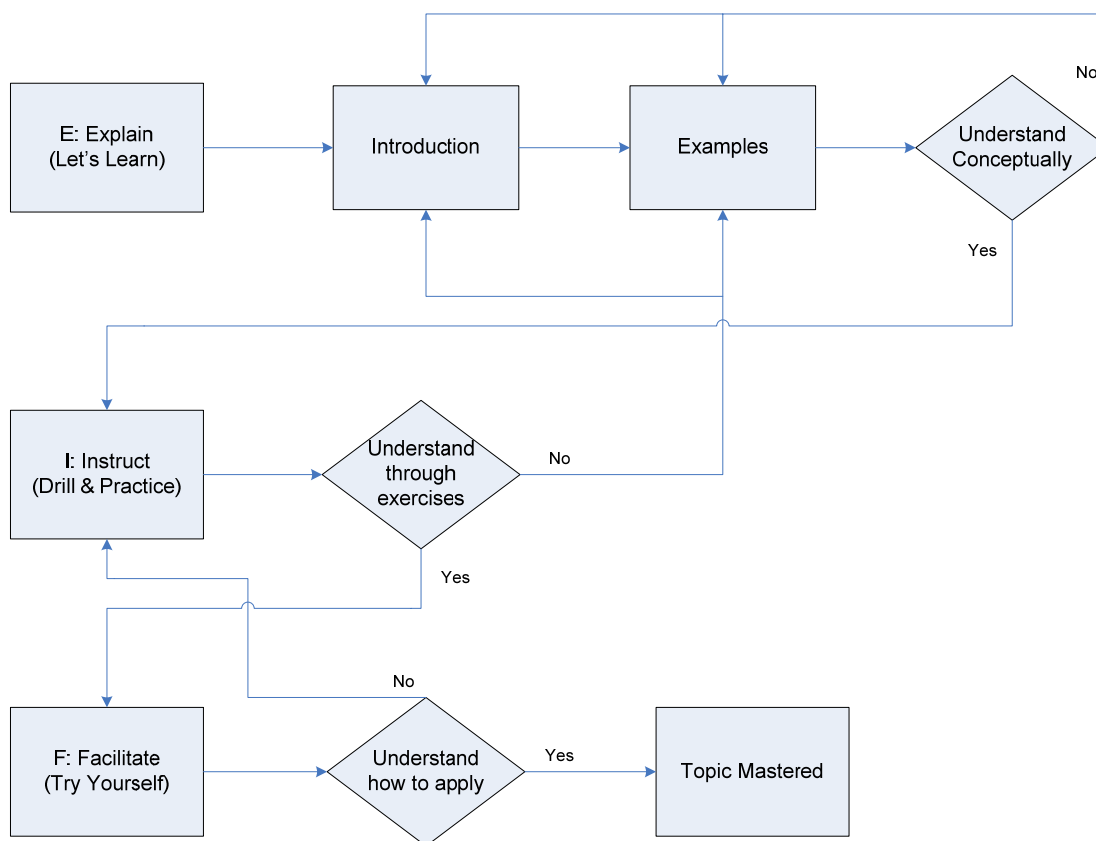 No
E: Explain
(Let's Learn)
Introduction
Examples
Understand
Conceptually
Yes
I: Instruct
(Drill & Practice)
Understand
through
exercises
No
Yes
No
F: Facilitate
(Try Yourself)
Understand
how to apply
Yes
Topic Mastered